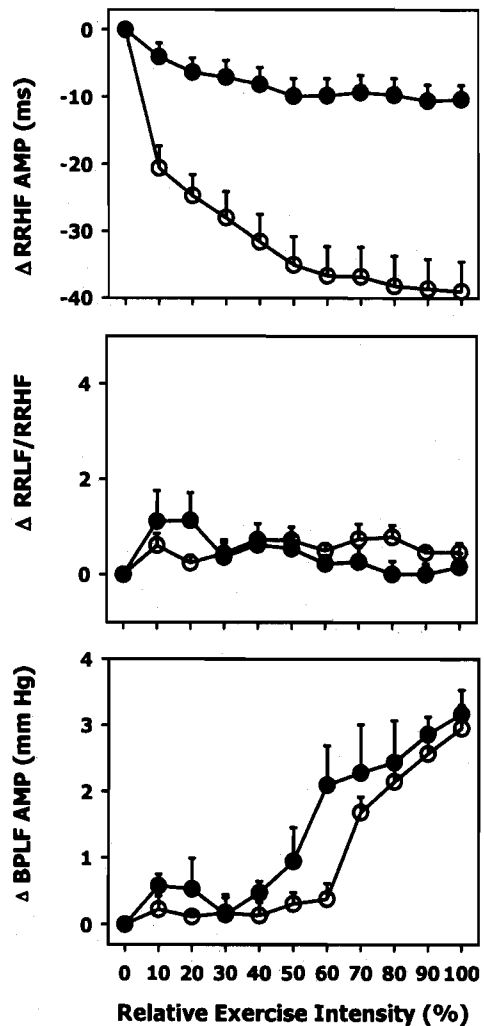 Δ RRHF AMP (ms)
0
-10
-20
-30
-40
Δ RRLF/RRHF
4
2
0
Δ BPLF AMP (mm Hg)
4
3
2
1
0
0 10 20 30 40 50 60 70 80 90 100
Relative Exercise Intensity (%)